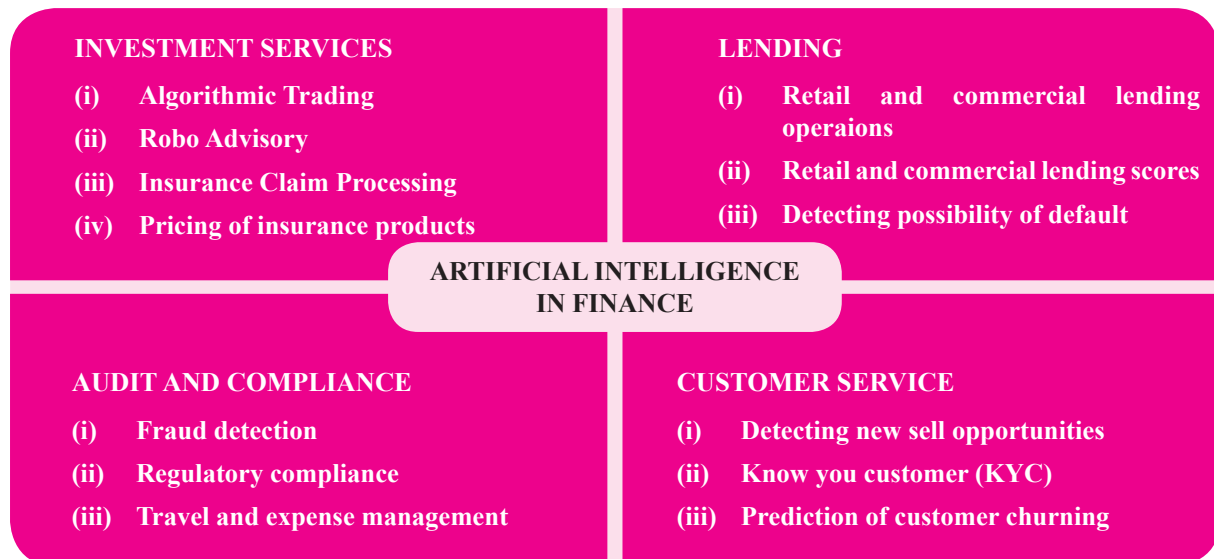 INVESTMENT SERVICES
(i) Algorithmic Trading
(ii) Robo Advisory
(iii) Insurance Claim Processing
(iv) Pricing of insurance products
LENDING
(i) Retail and commercial lending
operaions
(ii) Retail and commercial lending scores
(iii) Detecting possibility of default
ARTIFICIAL INTELLIGENCE
IN FINANCE
AUDIT AND COMPLIANCE
(i) Fraud detection
(ii) Regulatory compliance
(iii) Travel and expense management
CUSTOMER SERVICE
(i) Detecting new sell opportunities
(ii) Know you customer (KYC)
(iii) Prediction of customer churning